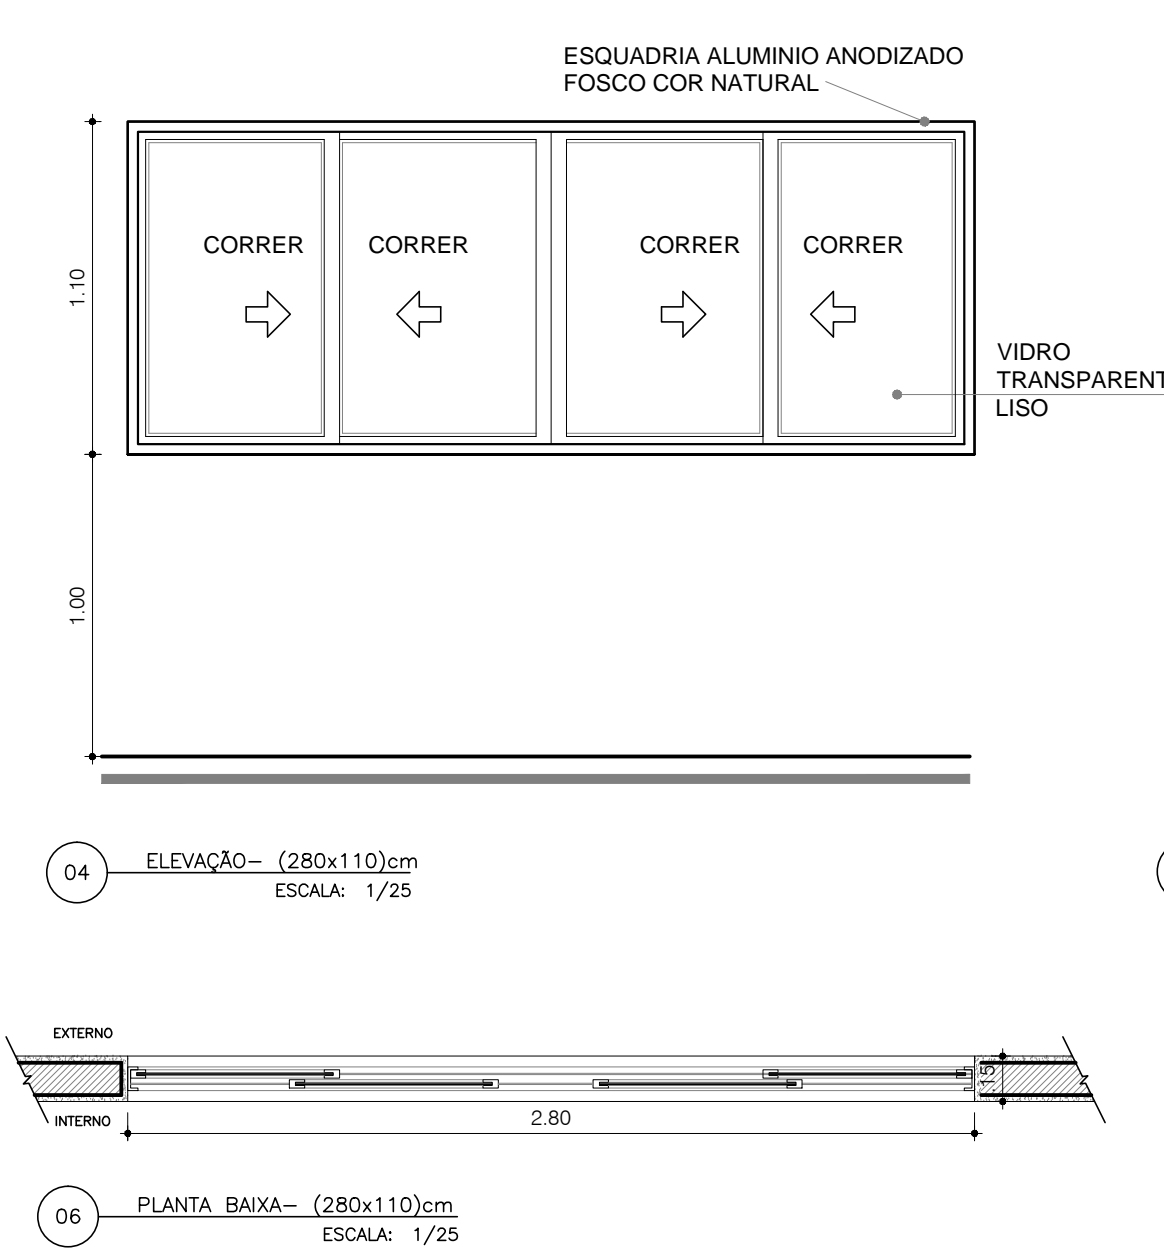 ESQUADRIA ALUMINIO ANODIZADO
FOSCO COR NATURAL
CORRER CORRER CORRER CORRER
1.10
VIDRO
TRANSPARENT
LISO
1.00
04 ELEVAÇÃO– (280x110)cm
ESCALA: 1/25
EXTERNO
.15
INTERNO
2.80
06 PLANTA BAIXA– (280x110)cm
ESCALA: 1/25